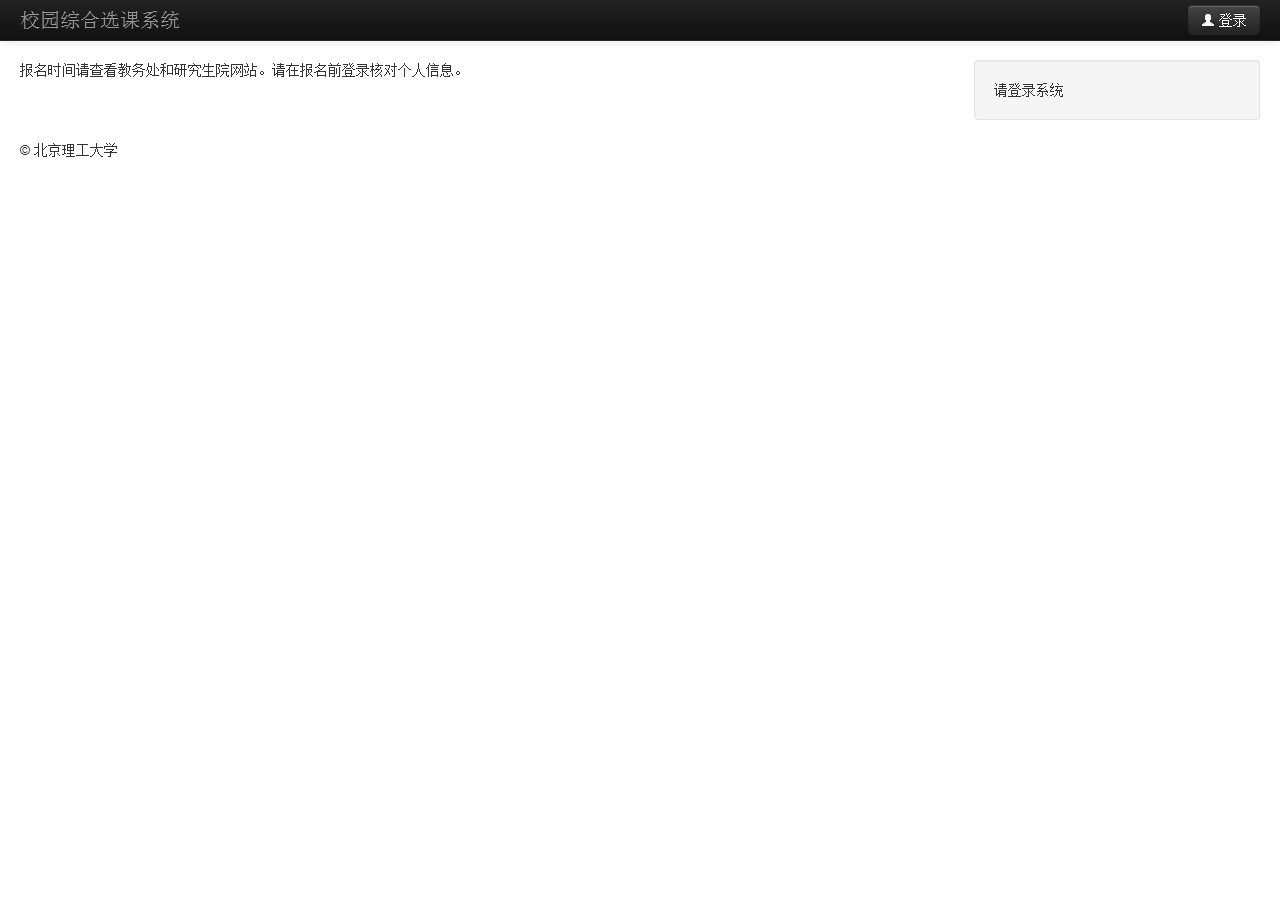 校园综合选课系统
登录
报名时间请查看教务处和研究生院网站。请在报名前登录核对个人信息。
请登录系统
© 北京理工大学